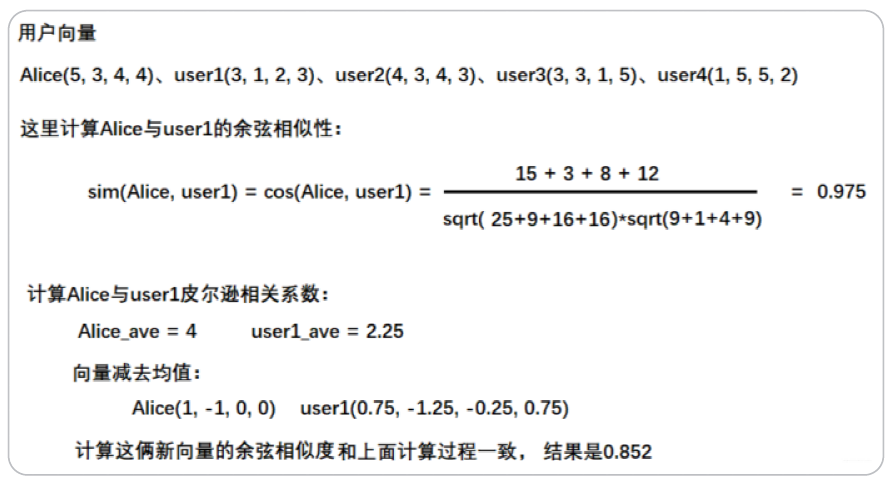 用户向量
Alice(5, 3, 4, 4)、user1(3, 1, 2, 3)、user2(4, 3, 4, 3)、user3(3, 3, 1, 5)、user4(1, 5, 5, 2)
这里计算Alice与user1的余弦相似性：
15 + 3 + 8 + 12
sim(Alice, user1) = cos(Alice, user1) = = 0.975
sqrt( 25+9+16+16)*sqrt(9+1+4+9)
计算Alice与user1皮尔逊相关系数：
Alice_ave = 4 user1_ave = 2.25
向量减去均值：
Alice(1, -1, 0, 0) user1(0.75, -1.25, -0.25, 0.75)
计算这俩新向量的余弦相似度和上面计算过程一致， 结果是0.852